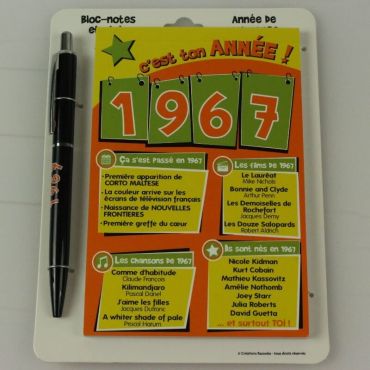 Bloc-notes
Année de
c'est ton ANNÉE !
1967
Ça s'est passé en 1967
•Première apparition de
CORTO MALTESE
•La couleur arrive sur les
écrans de télévision français
•Naissance de NOUVELLES
FRONTIERES
•Première greffe du cœur
Les films de 1967
Le Lauréat
Mike Nichols
Bonnie and Clyde
Arthur Penn
Les Demoiselles de
Rochefort
Jacques Demy
Les Douze Salopards
Robert Aldrich
Les chansons de 1967
Comme d'habitude
Claude François
Kilimandjaro
Pascal Danel
J'aime les filles
Jacques Dutronc
A whiter shade of pale
Procol Harum
Ils sont nés en 1967
Nicole Kidman
Kurt Cobain
Mathieu Kassovitz
Amélie Nothomb
Joey Starr
Julia Roberts
David Guetta
... et surtout TOI !
1967